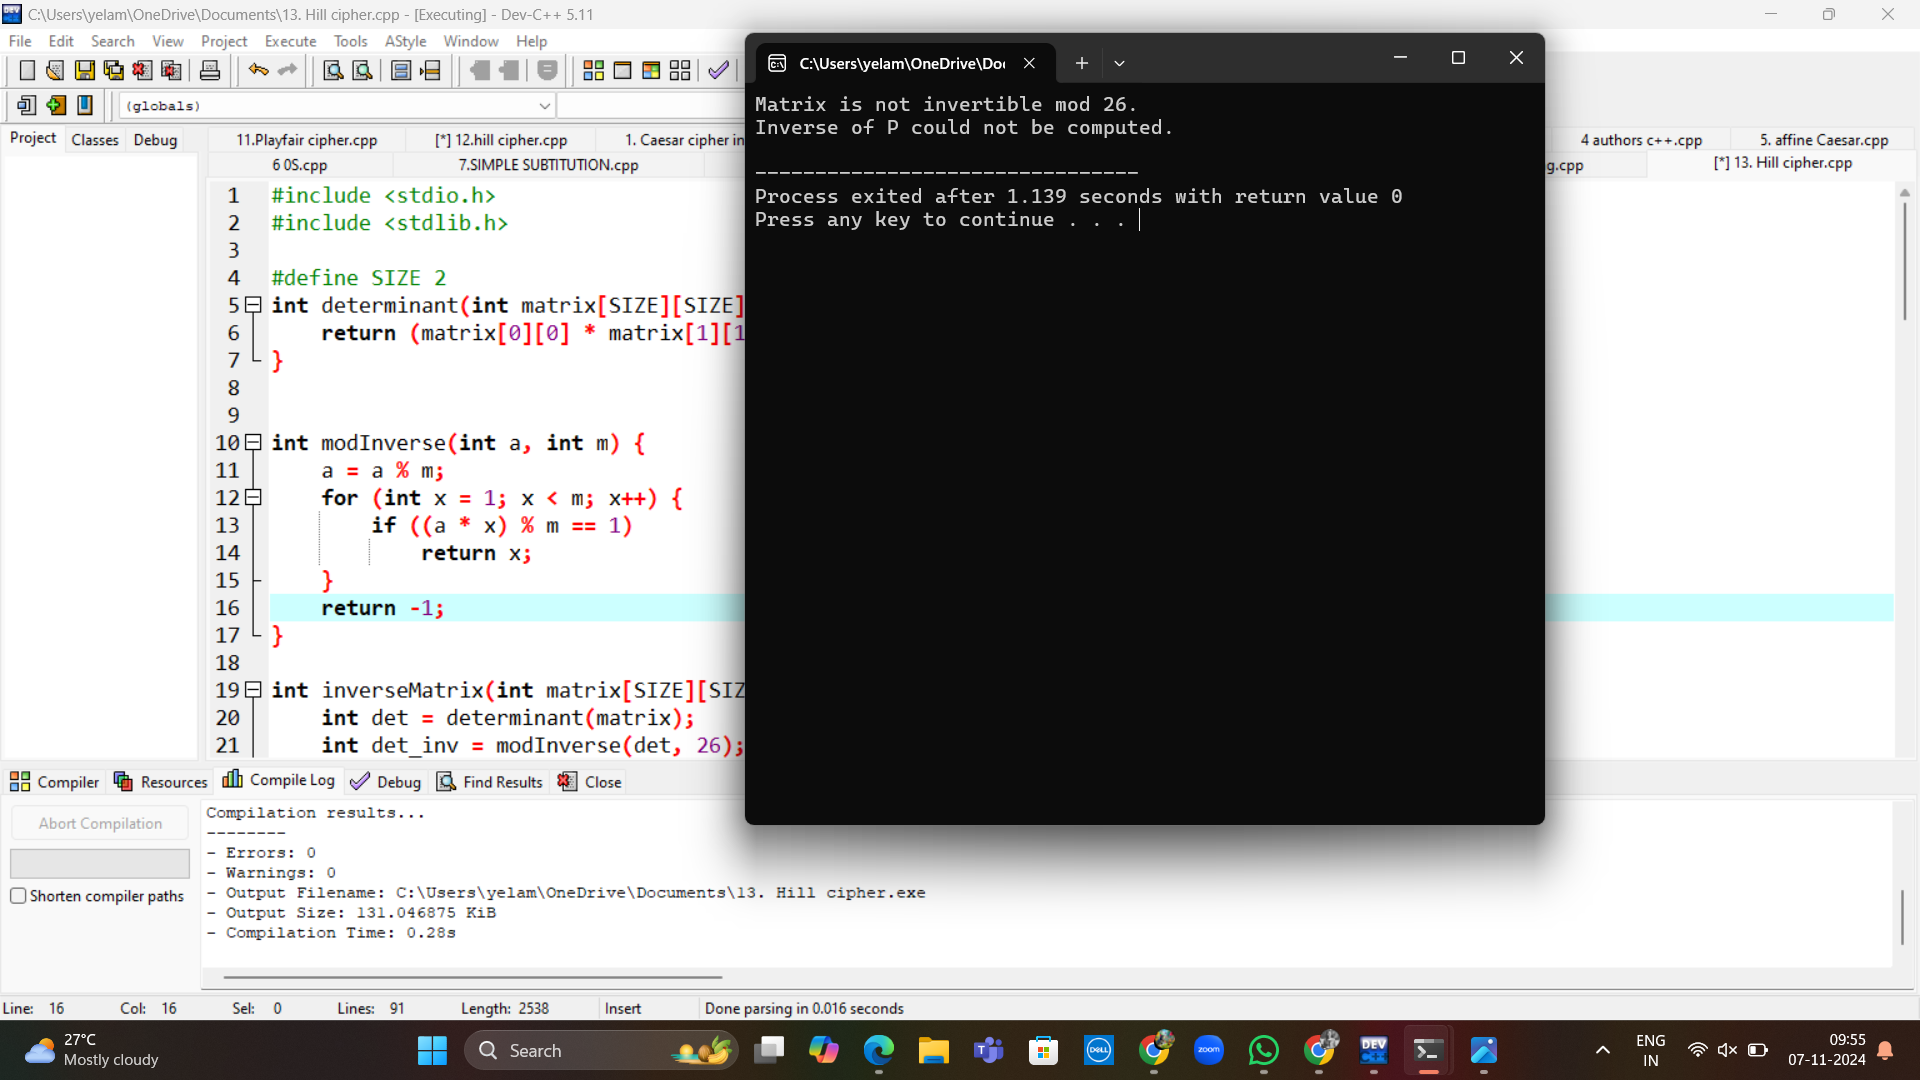 C:\Users\yelam\OneDrive\Documents\13. Hill cipher.cpp - [Executing] - Dev-C++ 5.11
File Edit Search View Project Execute Tools AStyle Window Help
(globals)
Project Classes Debug
11.Playfair cipher.cpp [*] 12.hill cipher.cpp 1. Caesar cipher in 4 authors c++.cpp 5. affine Caesar.cpp
6 0S.cpp 7.SIMPLE SUBTITUTION.cpp g.cpp [*] 13. Hill cipher.cpp
1 #include <stdio.h>
2 #include <stdlib.h>
3
4 #define SIZE 2
5 int determinant(int matrix[SIZE][SIZE]
6 return (matrix[0][0] * matrix[1][1
7 }
8
9
10 int modInverse(int a, int m) {
11 a = a % m;
12 for (int x = 1; x < m; x++) {
13 if ((a * x) % m == 1)
14 return x;
15 }
16 return -1;
17 }
18
19 int inverseMatrix(int matrix[SIZE][SIZ
20 int det = determinant(matrix);
21 int det_inv = modInverse(det, 26);
C:\Users\yelam\OneDrive\Doc
Matrix is not invertible mod 26.
Inverse of P could not be computed.
--------------------------------
Process exited after 1.139 seconds with return value 0
Press any key to continue . . .
Compiler Resources Compile Log Debug Find Results Close
Abort Compilation
Shorten compiler paths
Compilation results...
--------
- Errors: 0
- Warnings: 0
- Output Filename: C:\Users\yelam\OneDrive\Documents\13. Hill cipher.exe
- Output Size: 131.046875 KiB
- Compilation Time: 0.28s
Line: 16 Col: 16 Sel: 0 Lines: 91 Length: 2538 Insert Done parsing in 0.016 seconds
27°C
Mostly cloudy
Search
DELL
zoom
DEV
C++
ENG
IN
09:55
07-11-2024